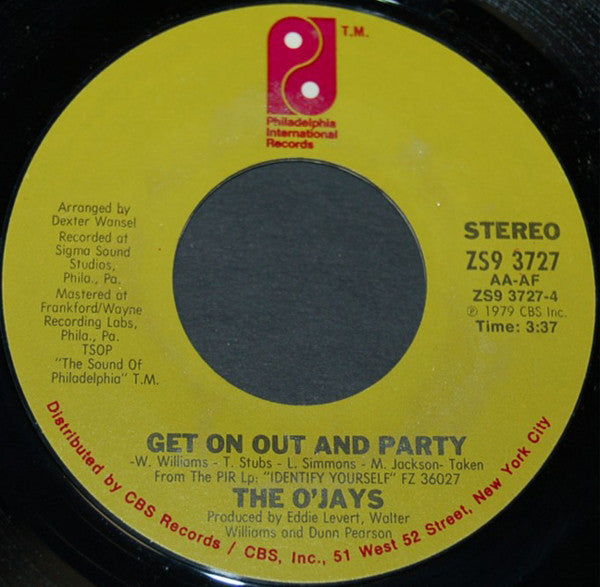 T.M.
Philadelphia
International
Records
Arranged by
Dexter Wansel
Recorded at
Sigma Sound
Studios,
Phila., Pa.
Mastered at
Frankford/Wayne
Recording Labs,
Phila., Pa.
TSOP
"The Sound Of
Philadelphia" T.M.
STEREO
ZS9 3727
AA-AF
ZS9 3727-4
℗ 1979 CBS Inc.
Time: 3:37
GET ON OUT AND PARTY
-W. Williams - T. Stubs - L. Simmons - M. Jackson- Taken
From The PIR Lp: "IDENTIFY YOURSELF" FZ 36027
THE O'JAYS
Produced by Eddie Levert, Walter
Williams and Dunn Pearson
Distributed by CBS Records / CBS, Inc., 51 West 52 Street, New York City